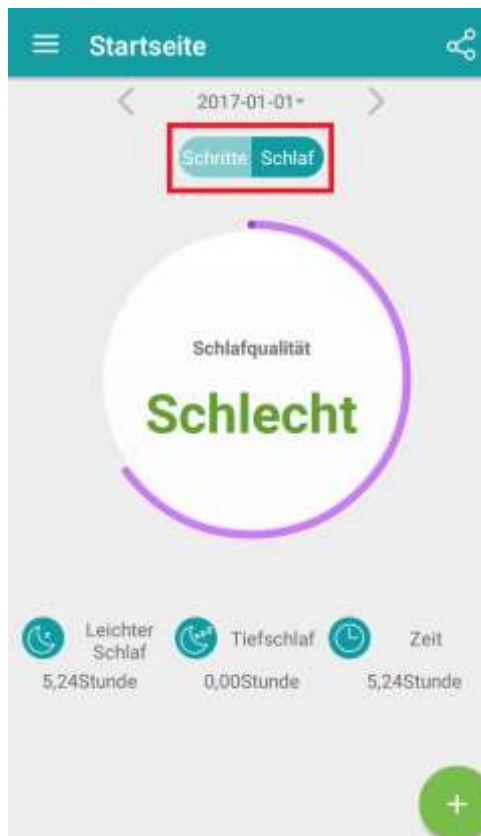 Startseite
2017-01-01
Schritte Schlaf
Schlafqualität
Schlecht
Leichter Schlaf
Tiefschlaf
Zeit
5,24Stunde
0,00Stunde
5,24Stunde
+